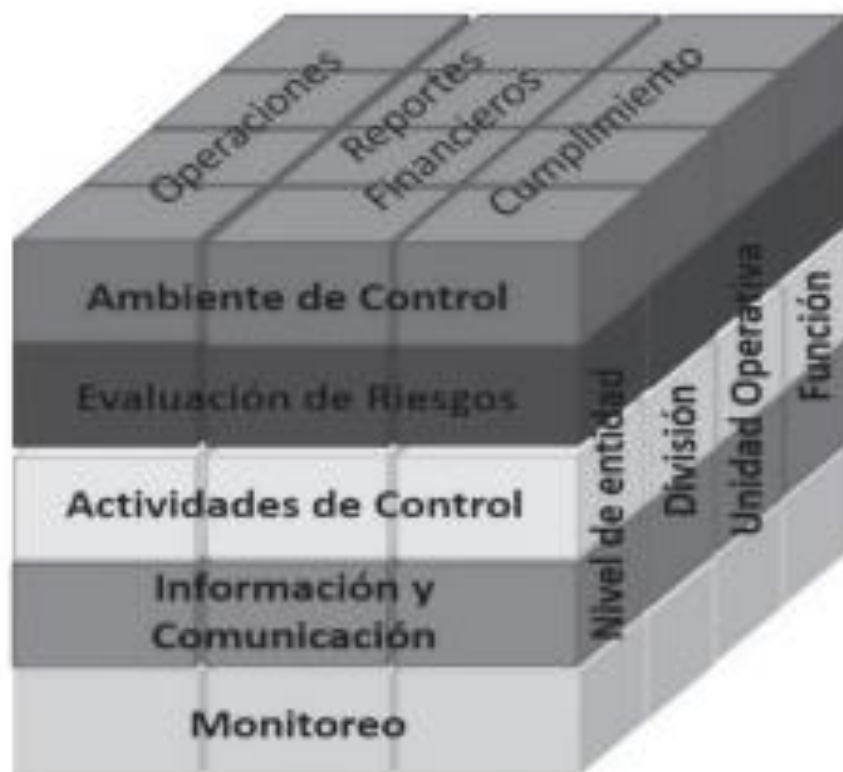 Operaciones
Reportes
Financieros
Cumplimiento
Ambiente de Control
Evaluación de Riesgos
Actividades de Control
Información y
Comunicación
Monitoreo
Nivel de entidad
División
Unidad Operativa
Función